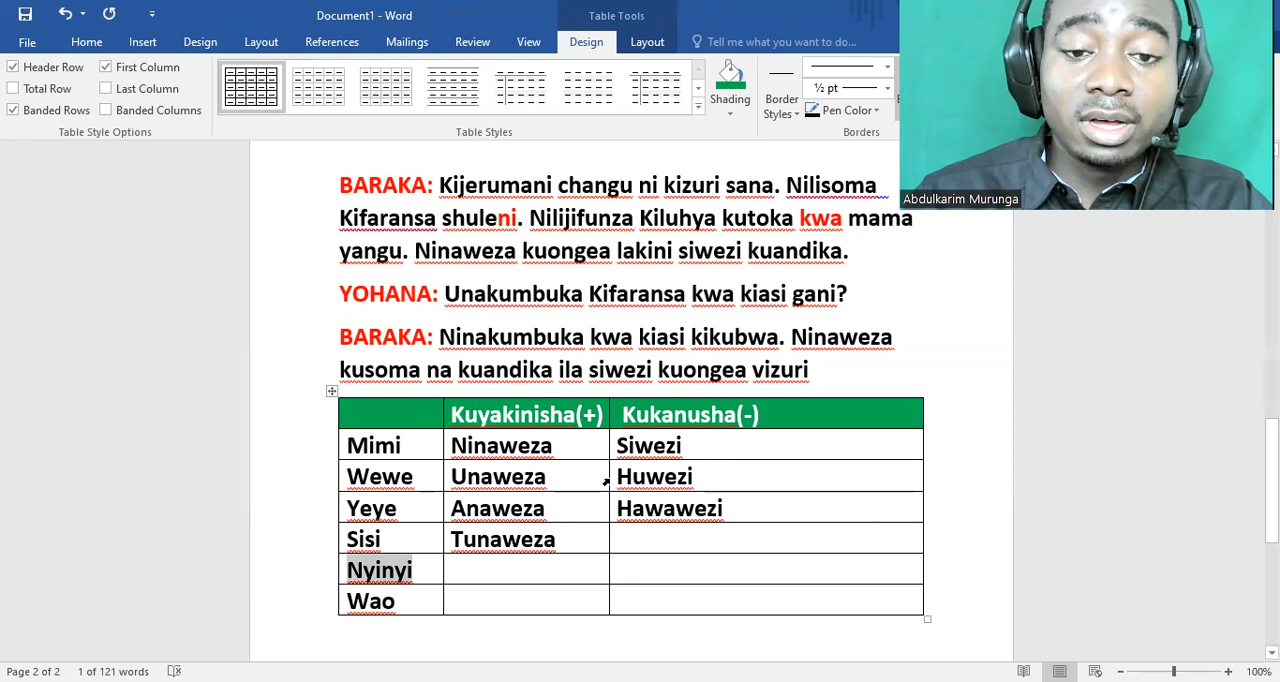 Document1 - Word
Table Tools
File Home Insert Design Layout References Mailings Review View Design Layout Tell me what you want to do...
Header Row First Column
Total Row Last Column
Banded Rows Banded Columns
Table Style Options
Table Styles
Shading
Border Styles
½ pt
Pen Color
Borders
Abdulkarim Murunga
BARAKA: Kijerumani changu ni kizuri sana. Nilisoma
Kifaransa shuleni. Nilijifunza Kiluhya kutoka kwa mama
yangu. Ninaweza kuongea lakini siwezi kuandika.
YOHANA: Unakumbuka Kifaransa kwa kiasi gani?
BARAKA: Ninakumbuka kwa kiasi kikubwa. Ninaweza
kusoma na kuandika ila siwezi kuongea vizuri
Kuyakinisha(+) Kukanusha(-)
Mimi Ninaweza Siwezi
Wewe Unaweza Huwezi
Yeye Anaweza Hawawezi
Sisi Tunaweza
Nyinyi
Wao
Page 2 of 2 1 of 121 words
100%